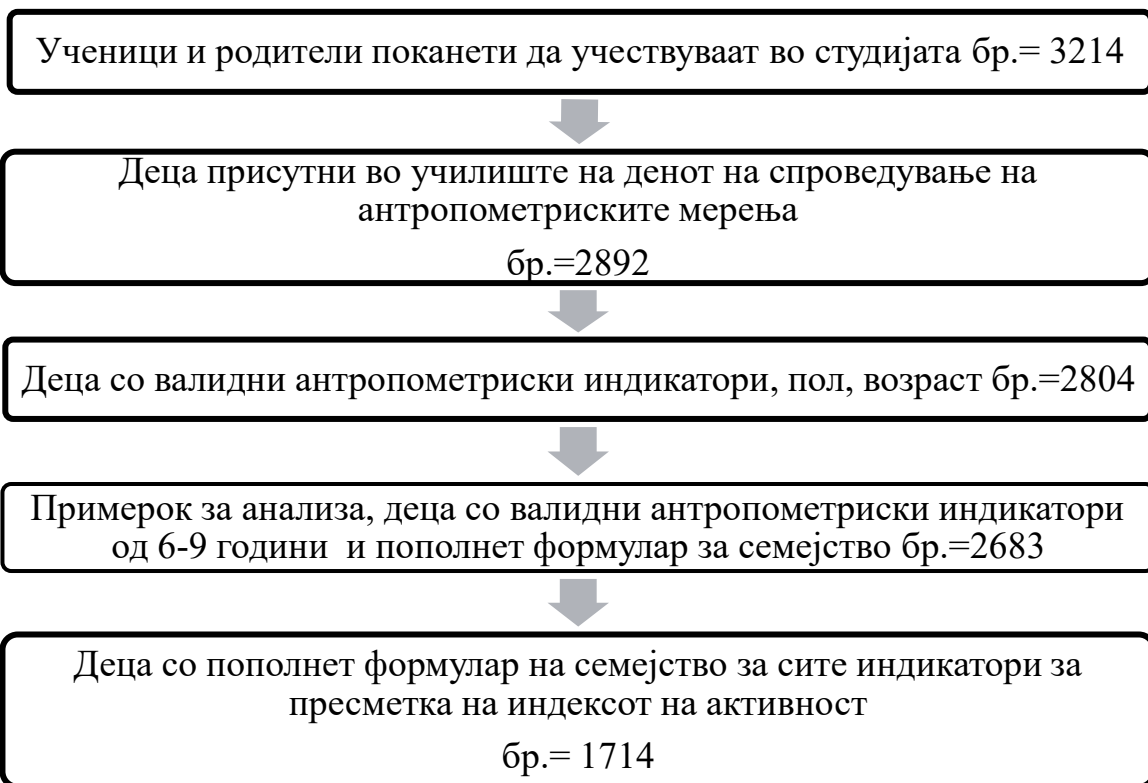 Ученици и родители поканети да учествуваат во студијата бр.= 3214
Деца присутни во училиште на денот на спроведување на
антропометриските мерења
бр.=2892
Деца со валидни антропометриски индикатори, пол, возраст бр.=2804
Примерок за анализа, деца со валидни антропометриски индикатори
од 6-9 години и пополнет формулар за семејство бр.=2683
Деца со пополнет формулар на семејство за сите индикатори за
пресметка на индексот на активност
бр.= 1714